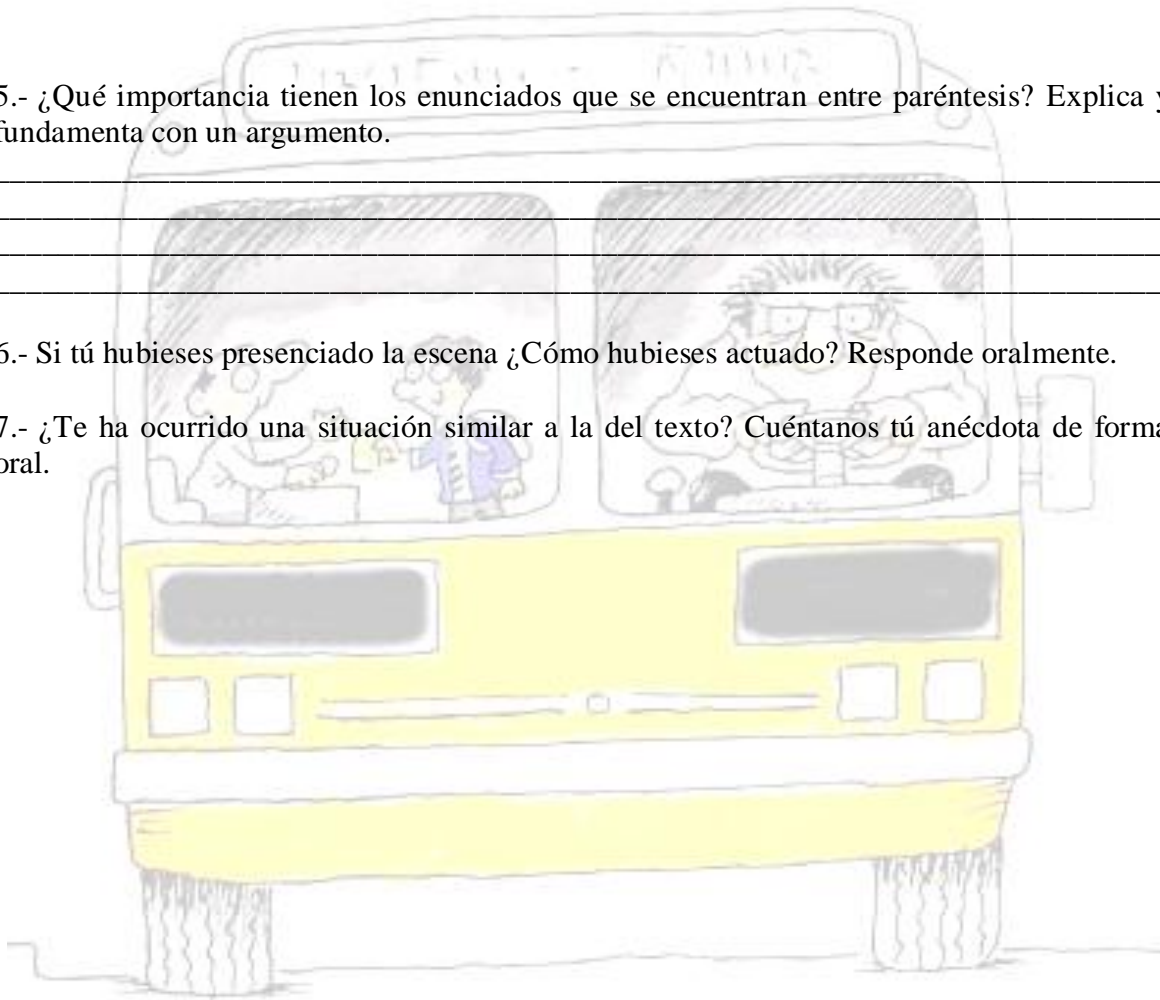 5.- ¿Qué importancia tienen los enunciados que se encuentran entre paréntesis? Explica y
fundamenta con un argumento.
6.- Si tú hubieses presenciado la escena ¿Cómo hubieses actuado? Responde oralmente.
7.- ¿Te ha ocurrido una situación similar a la del texto? Cuéntanos tú anécdota de forma
oral.